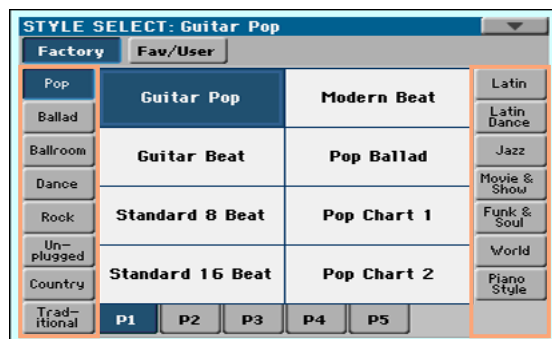 STYLE SELECT: Guitar Pop
Factory Fav/User
Pop
Ballad
Ballroom
Dance
Rock
Un-
plugged
Country
Trad-
itional
Guitar Pop Modern Beat
Guitar Beat Pop Ballad
Standard 8 Beat Pop Chart 1
Standard 16 Beat Pop Chart 2
P1 P2 P3 P4 P5
Latin
Latin
Dance
Jazz
Movie &
Show
Funk &
Soul
World
Piano
Style